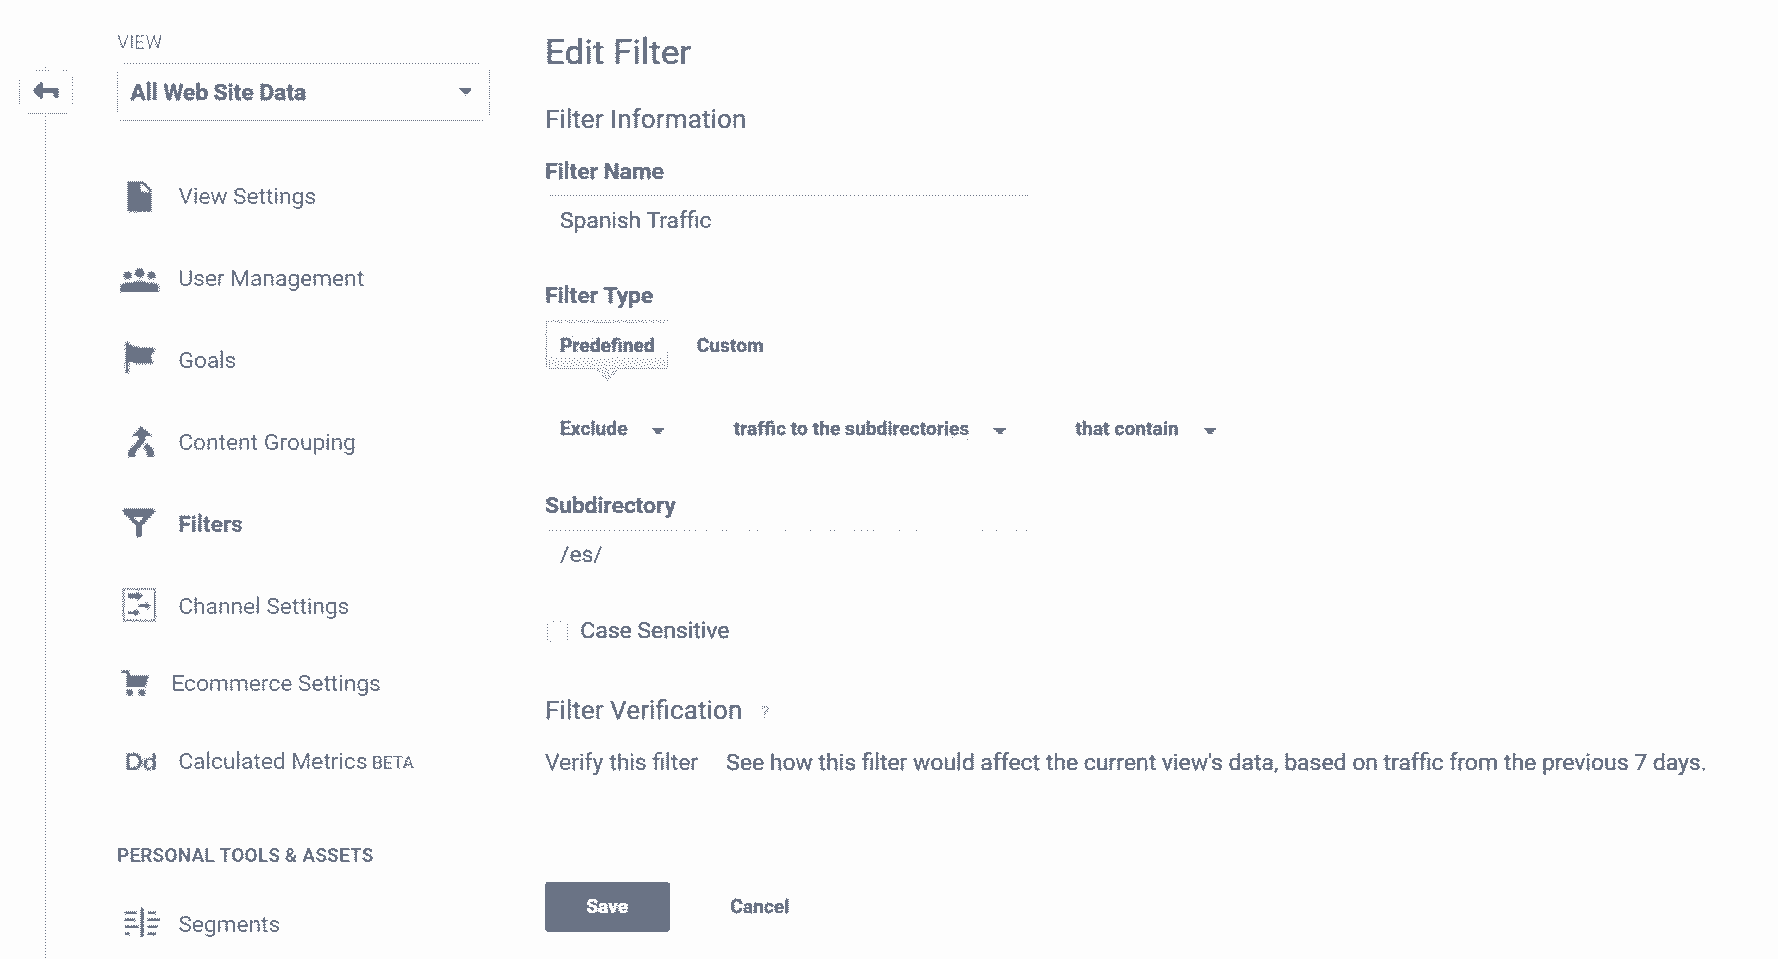 VIEW
All Web Site Data
View Settings
User Management
Goals
Content Grouping
Filters
Channel Settings
Ecommerce Settings
Dd Calculated Metrics BETA
PERSONAL TOOLS & ASSETS
Segments
Edit Filter
Filter Information
Filter Name
Spanish Traffic
Filter Type
Predefined Custom
Exclude traffic to the subdirectories that contain
Subdirectory
/es/
Case Sensitive
Filter Verification ?
Verify this filter See how this filter would affect the current view's data, based on traffic from the previous 7 days.
Save Cancel